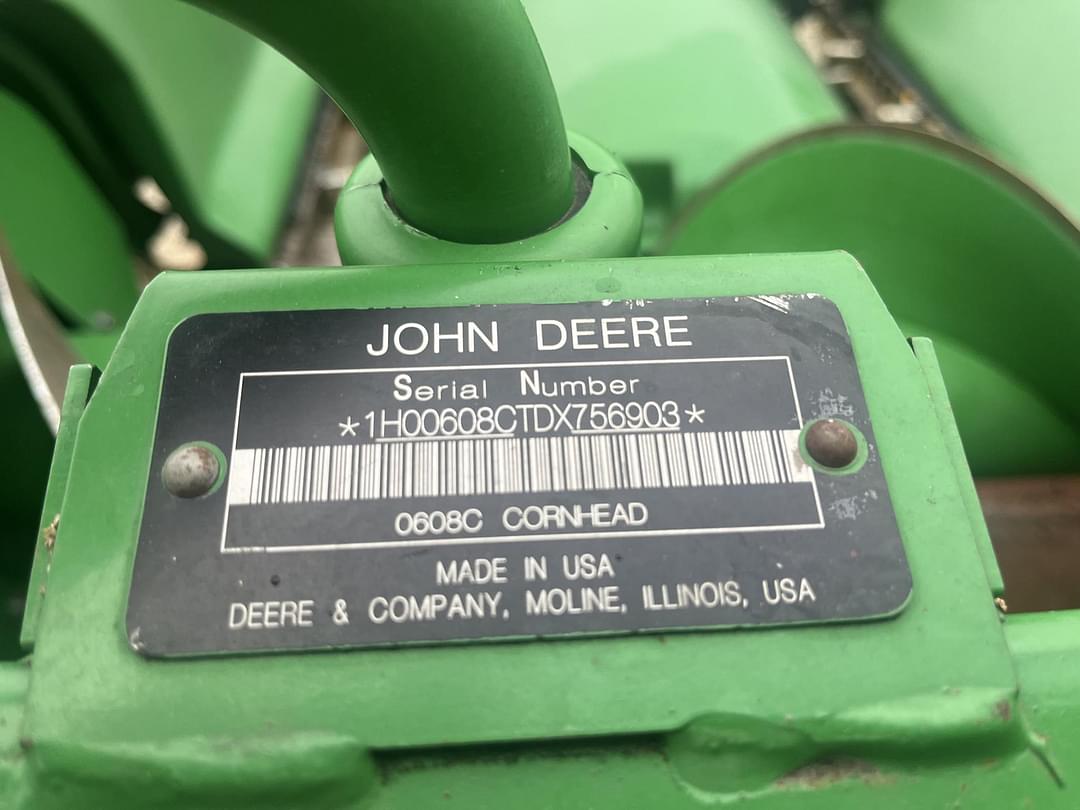 JOHN DEERE
Serial Number
*1H00608CTDX756903*
0608C CORNHEAD
MADE IN USA
DEERE & COMPANY, MOLINE, ILLINOIS, USA